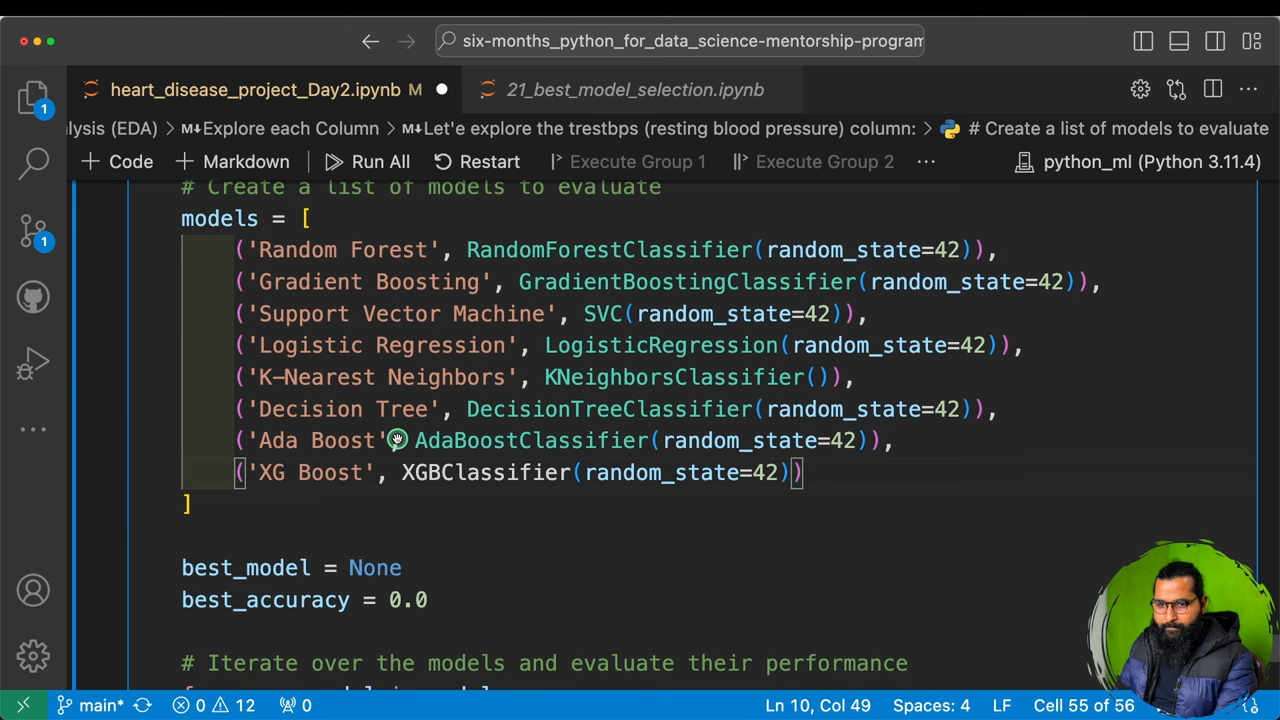 six-months_python_for_data_science-mentorship-program
heart_disease_project_Day2.ipynb M
21_best_model_selection.ipynb
lysis (EDA) > M↓Explore each Column > M↓Let'e explore the trestbps (resting blood pressure) column: > # Create a list of models to evaluate
+ Code + Markdown Run All Restart Execute Group 1 Execute Group 2 ... python_ml (Python 3.11.4)
# Create a list of models to evaluate
models = [
('Random Forest', RandomForestClassifier(random_state=42)),
('Gradient Boosting', GradientBoostingClassifier(random_state=42)),
('Support Vector Machine', SVC(random_state=42)),
('Logistic Regression', LogisticRegression(random_state=42)),
('K-Nearest Neighbors', KNeighborsClassifier()),
('Decision Tree', DecisionTreeClassifier(random_state=42)),
('Ada Boost', AdaBoostClassifier(random_state=42)),
('XG Boost', XGBClassifier(random_state=42))
]
best_model = None
best_accuracy = 0.0
# Iterate over the models and evaluate their performance
1
1
main* 0 12 0 Ln 10, Col 49 Spaces: 4 LF Cell 55 of 56